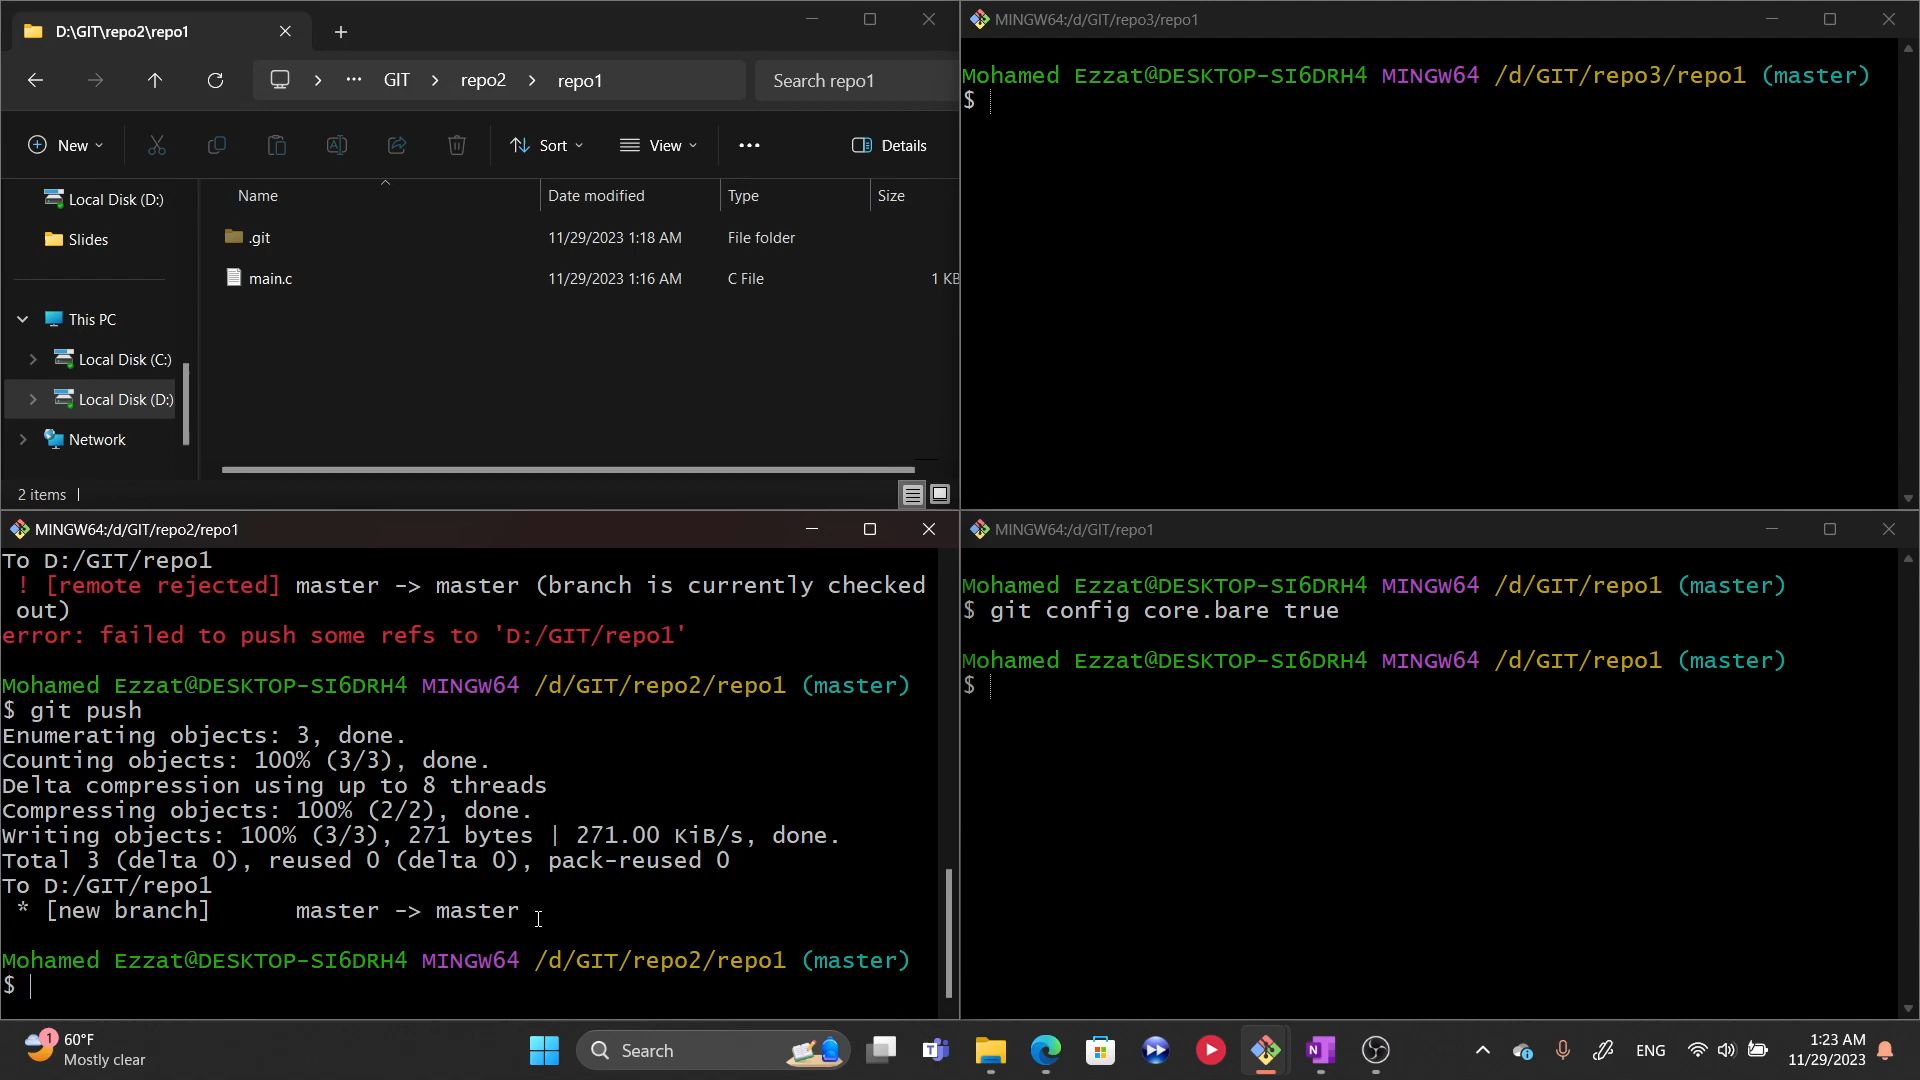 D:\GIT\repo2\repo1
GIT
repo2
repo1
Search repo1
New
Sort
View
Details
Local Disk (D:)
Slides
This PC
Local Disk (C:)
Local Disk (D:)
Network
Name
Date modified
Type
Size
.git
11/29/2023 1:18 AM
File folder
main.c
11/29/2023 1:16 AM
C File
1 KB
2 items
MINGW64:/d/GIT/repo3/repo1
Mohamed Ezzat@DESKTOP-SI6DRH4 MINGW64 /d/GIT/repo3/repo1 (master)
$
MINGW64:/d/GIT/repo2/repo1
To D:/GIT/repo1
! [remote rejected] master -> master (branch is currently checked
out)
error: failed to push some refs to 'D:/GIT/repo1'
Mohamed Ezzat@DESKTOP-SI6DRH4 MINGW64 /d/GIT/repo2/repo1 (master)
$ git push
Enumerating objects: 3, done.
Counting objects: 100% (3/3), done.
Delta compression using up to 8 threads
Compressing objects: 100% (2/2), done.
Writing objects: 100% (3/3), 271 bytes | 271.00 KiB/s, done.
Total 3 (delta 0), reused 0 (delta 0), pack-reused 0
To D:/GIT/repo1
* [new branch] master -> master
Mohamed Ezzat@DESKTOP-SI6DRH4 MINGW64 /d/GIT/repo2/repo1 (master)
$
MINGW64:/d/GIT/repo1
Mohamed Ezzat@DESKTOP-SI6DRH4 MINGW64 /d/GIT/repo1 (master)
$ git config core.bare true
Mohamed Ezzat@DESKTOP-SI6DRH4 MINGW64 /d/GIT/repo1 (master)
$
1
60°F
Mostly clear
Search
ENG
1:23 AM
11/29/2023